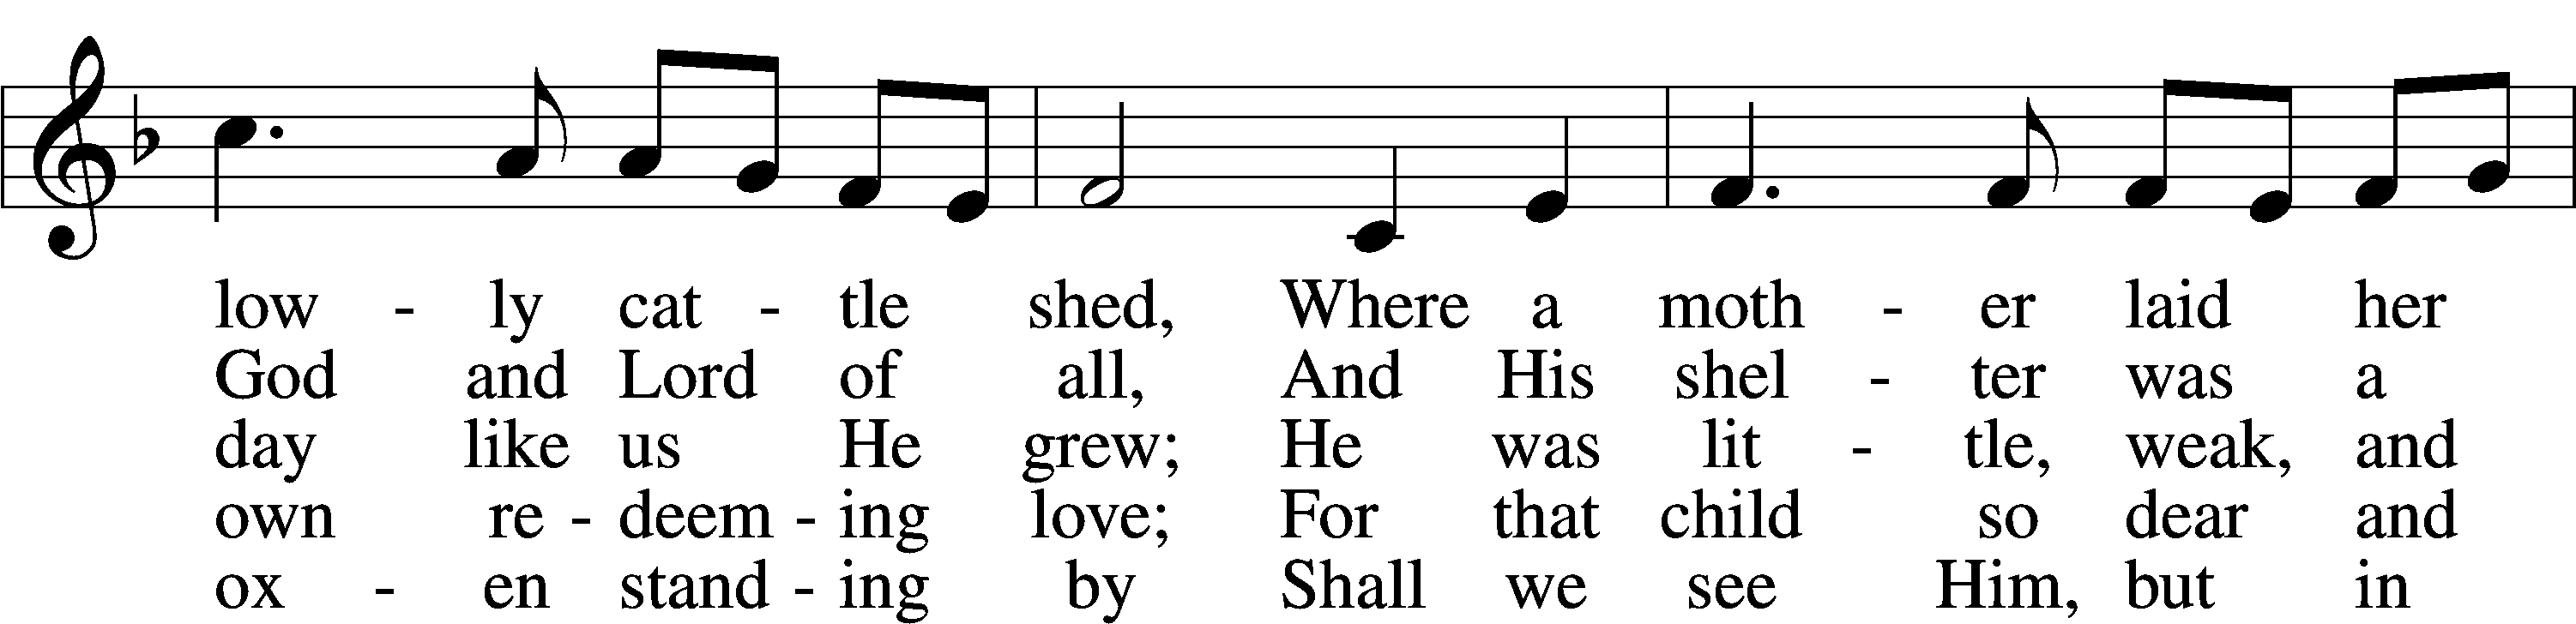 low - ly cat - tle shed, Where a moth - er laid her
God and Lord of all, And His shel - ter was a
day like us He grew; He was lit - tle, weak, and
own re - deem - ing love; For that child so dear and
ox - en stand - ing by Shall we see Him, but in